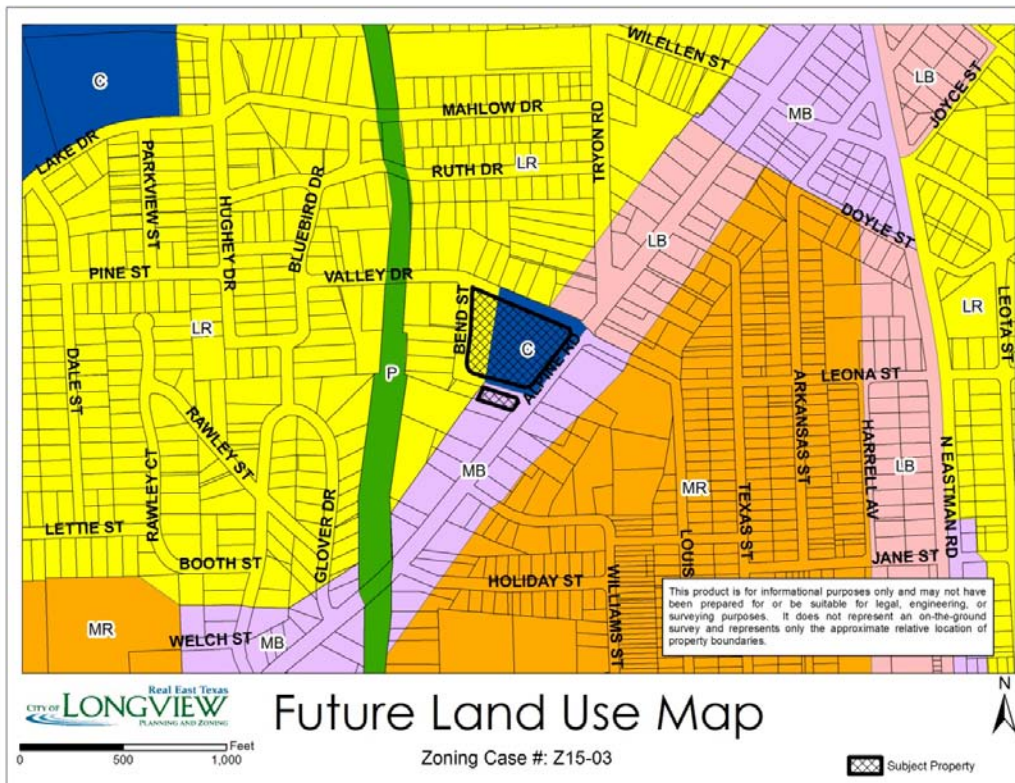 WILELLEN ST
C
LB
JOYCE ST
MB
MAHLOW DR
TRYON RD
LAKE DR
PARKVIEW ST
RUTH DR
LR
HUGHEY DR
BLUEBIRD DR
DOYLE ST
LB
PINE ST
VALLEY DR
LEOTA ST
LR
LR
BEND ST
C
ALPINE RD
DALE ST
P
LEONA ST
ARKANSAS ST
HARRELL AV
N EASTMAN RD
RAWLEY ST
RAWLEY CT
MB
LB
MR
TEXAS ST
LOUIS
GLOVER DR
LETTIE ST
BOOTH ST
JANE ST
HOLIDAY ST
WILLIAMS ST
MR
WELCH ST
MB
This product is for informational purposes only and may not have
been prepared for or be suitable for legal, engineering, or
surveying purposes. It does not represent an on-the-ground
survey and represents only the approximate relative location of
property boundaries.
Real East Texas
CITY OF LONGVIEW
PLANNING AND ZONING
Future Land Use Map
N
Feet
0 500 1,000
Zoning Case #: Z15-03
Subject Property